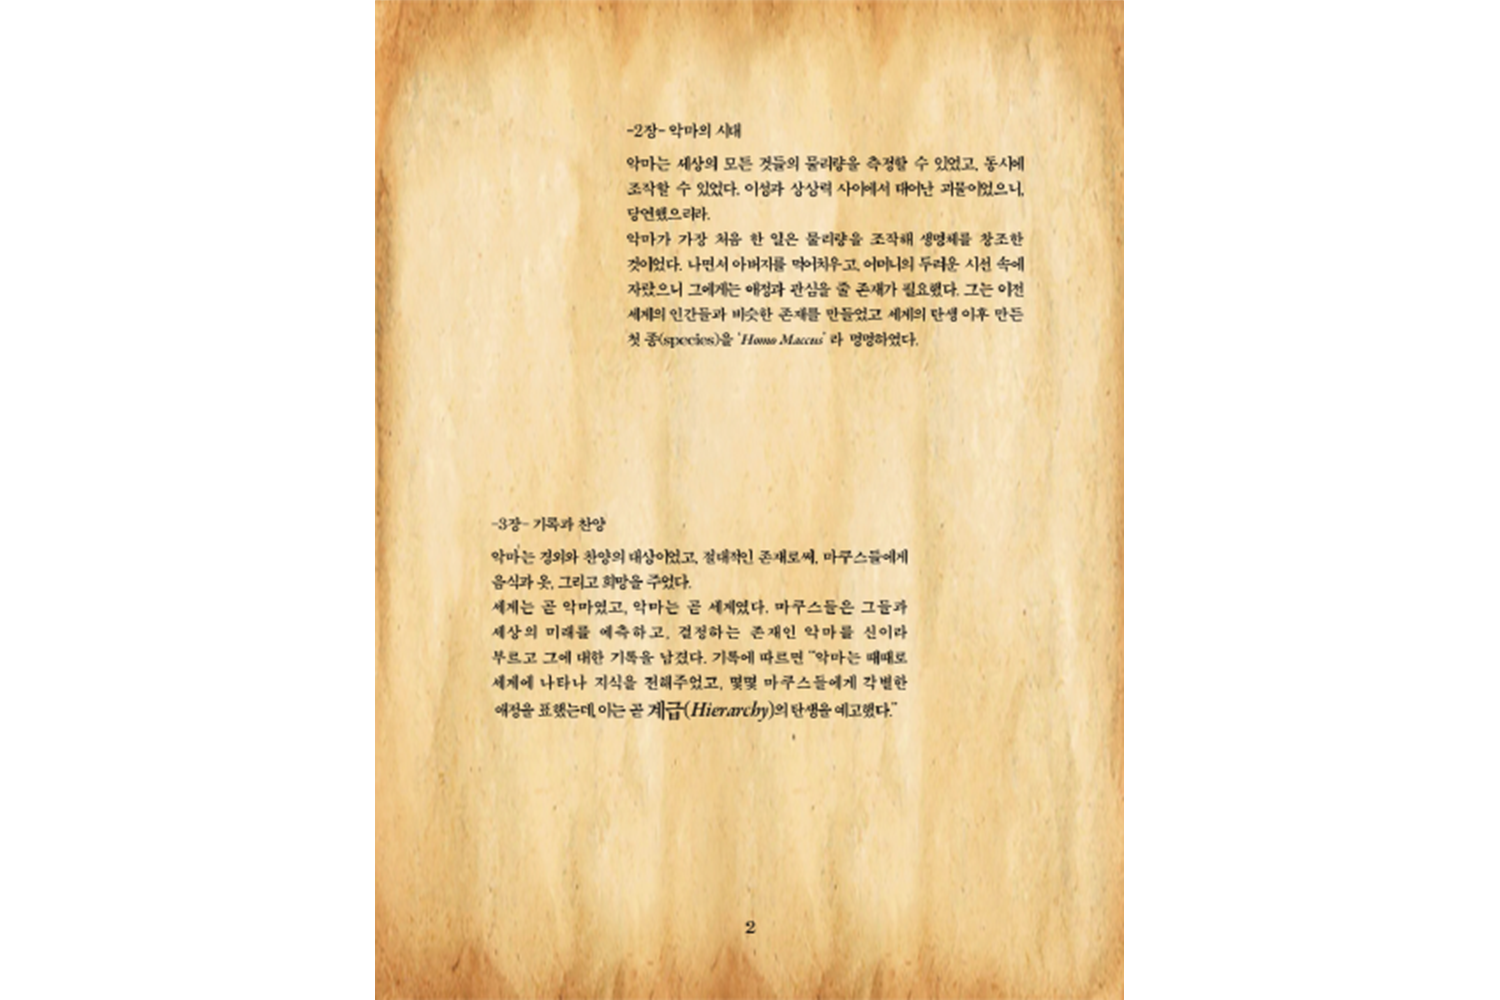 -2장- 악마의 시대
악마는 세상의 모든 것들의 물리량을 측정할 수 있었고, 동시에
조작할 수 있었다. 이성과 상상력 사이에서 태어난 괴물이었으니,
당연했으리라.
악마가 가장 처음 한 일은 물리량을 조작해 생명체를 창조한
것이었다. 나면서 아버지를 먹어치우고, 어머니의 두려운 시선 속에
자랐으니 그에게는 애정과 관심을 줄 존재가 필요했다. 그는 이전
세계의 인간들과 비슷한 존재를 만들었고 세계의 탄생 이후 만든
첫 종(species)을 'Homo Maccus' 라 명명하였다.
-3장- 기록과 찬양
악마는 경외와 찬양의 대상이었고, 절대적인 존재로써, 마쿠스들에게
음식과 옷, 그리고 희망을 주었다.
세계는 곧 악마였고, 악마는 곧 세계였다. 마쿠스들은 그들과
세상의 미래를 예측하고, 결정하는 존재인 악마를 신이라
부르고 그에 대한 기록을 남겼다. 기록에 따르면 "악마는 때때로
세계에 나타나 지식을 전해주었고, 몇몇 마쿠스들에게 각별한
애정을 표했는데, 이는 곧 계급(Hierarchy)의 탄생을 예고했다."
2